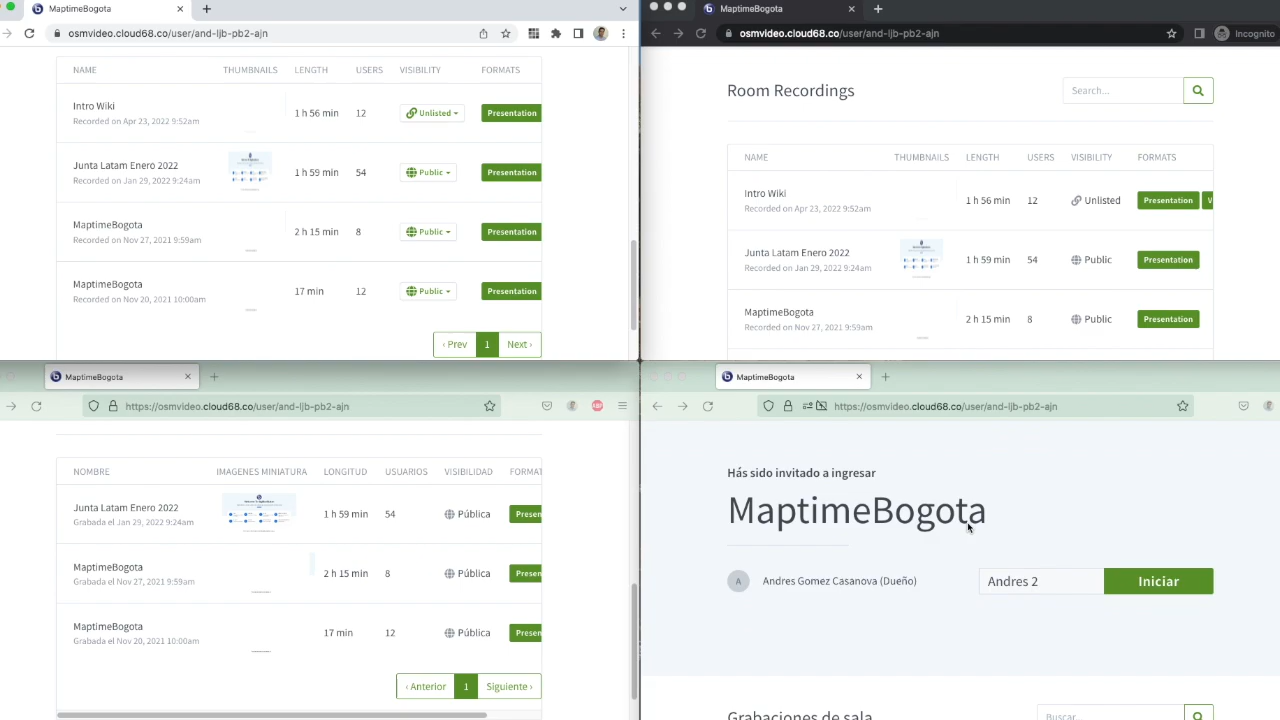 MaptimeBogota
osmvideo.cloud68.co/user/and-ljb-pb2-ajn
NAME THUMBNAILS LENGTH USERS VISIBILITY FORMATS
Intro Wiki
Recorded on Apr 23, 2022 9:52am
1 h 56 min 12 Unlisted Presentation
Junta Latam Enero 2022
Recorded on Jan 29, 2022 9:24am
1 h 59 min 54 Public Presentation
MaptimeBogota
Recorded on Nov 27, 2021 9:59am
2 h 15 min 8 Public Presentation
MaptimeBogota
Recorded on Nov 20, 2021 10:00am
17 min 12 Public Presentation
‹ Prev 1 Next ›
MaptimeBogota
osmvideo.cloud68.co/user/and-ljb-pb2-ajn
Incognito
Room Recordings
Search...
NAME THUMBNAILS LENGTH USERS VISIBILITY FORMATS
Intro Wiki
Recorded on Apr 23, 2022 9:52am
1 h 56 min 12 Unlisted Presentation V
Junta Latam Enero 2022
Recorded on Jan 29, 2022 9:24am
1 h 59 min 54 Public Presentation
MaptimeBogota
Recorded on Nov 27, 2021 9:59am
2 h 15 min 8 Public Presentation
MaptimeBogota
https://osmvideo.cloud68.co/user/and-ljb-pb2-ajn
NOMBRE IMAGENES MINIATURA LONGITUD USUARIOS VISIBILIDAD FORMAT
Junta Latam Enero 2022
Grabada el Jan 29, 2022 9:24am
1 h 59 min 54 Pública Presen
MaptimeBogota
Grabada el Nov 27, 2021 9:59am
2 h 15 min 8 Pública Presen
MaptimeBogota
Grabada el Nov 20, 2021 10:00am
17 min 12 Pública Presen
‹ Anterior 1 Siguiente ›
MaptimeBogota
https://osmvideo.cloud68.co/user/and-ljb-pb2-ajn
Hás sido invitado a ingresar
MaptimeBogota
A Andres Gomez Casanova (Dueño) Andres 2 Iniciar
Grabaciones de sala
Buscar...